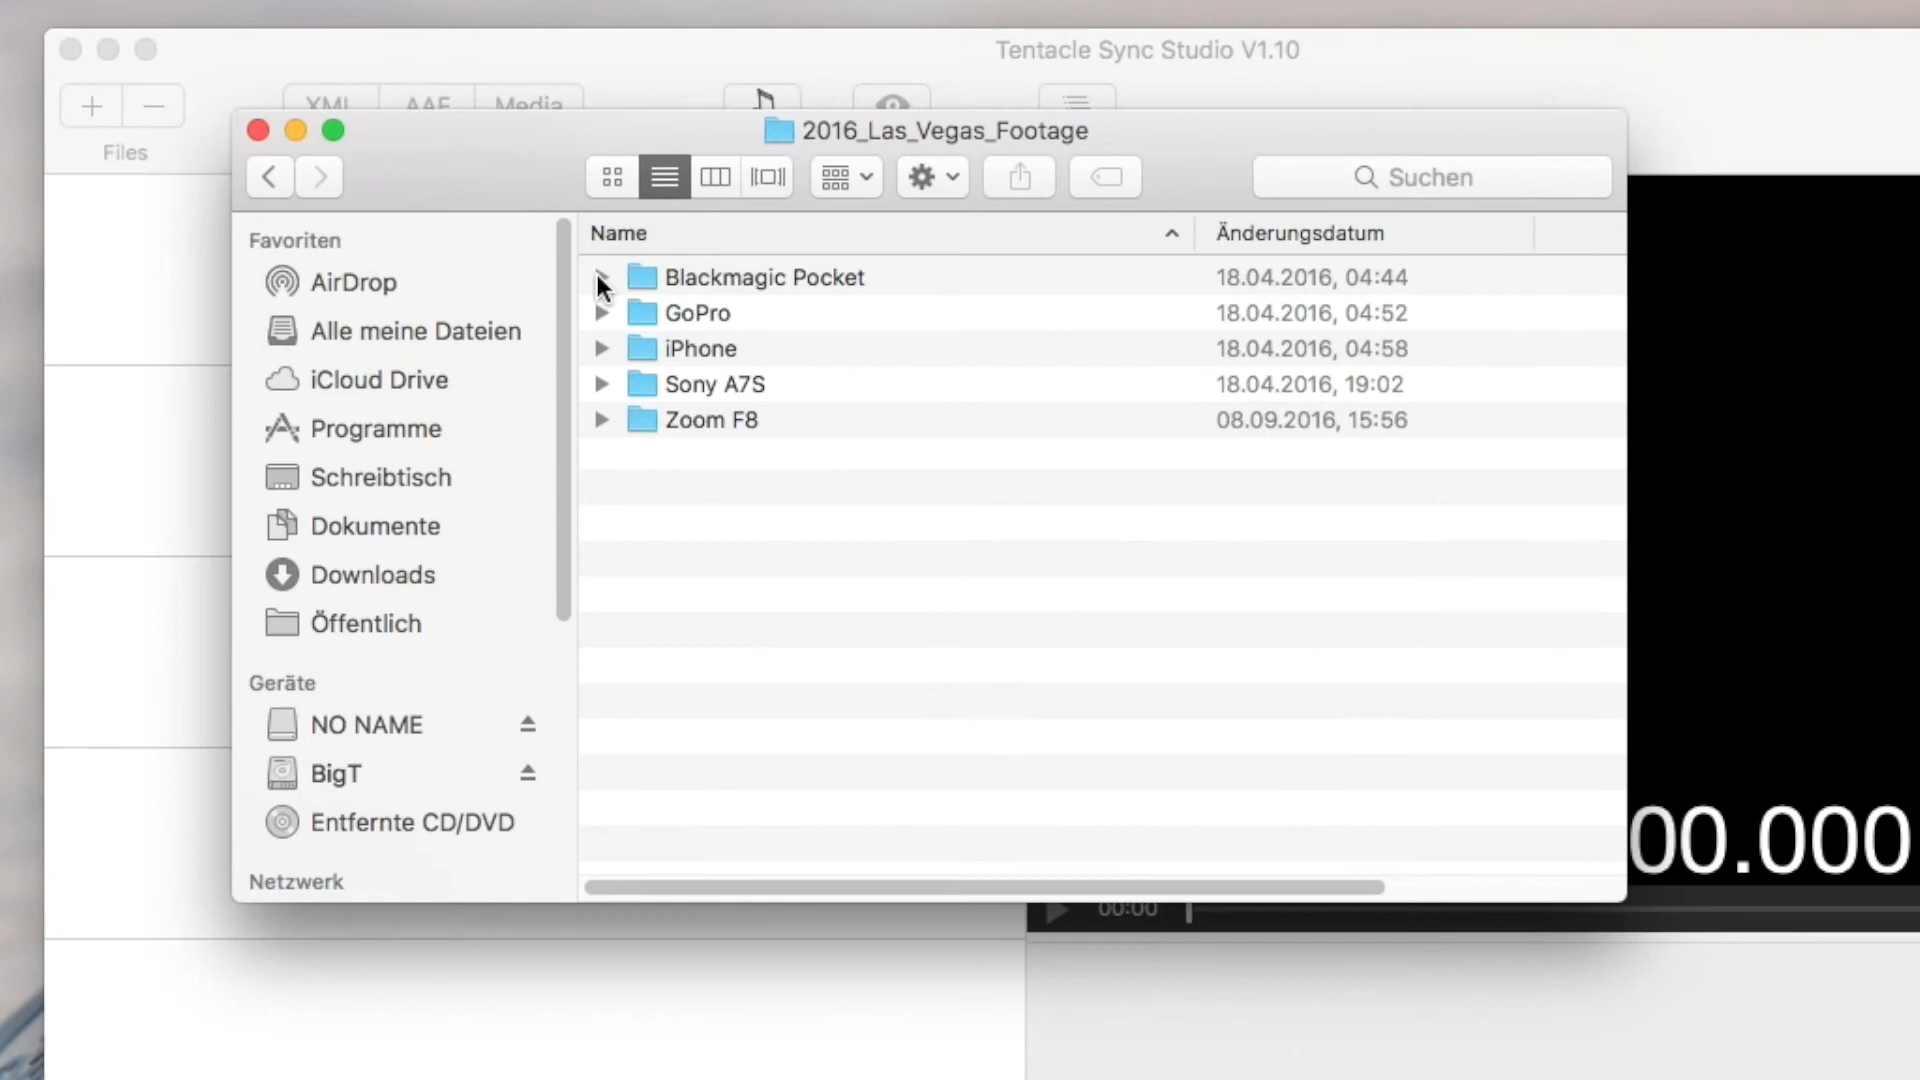 Tentacle Sync Studio V1.10
XML AAF Media
Files
2016_Las_Vegas_Footage
Suchen
Favoriten
AirDrop
Alle meine Dateien
iCloud Drive
Programme
Schreibtisch
Dokumente
Downloads
Öffentlich
Geräte
NO NAME
BigT
Entfernte CD/DVD
Netzwerk
Name Änderungsdatum
Blackmagic Pocket 18.04.2016, 04:44
GoPro 18.04.2016, 04:52
iPhone 18.04.2016, 04:58
Sony A7S 18.04.2016, 19:02
Zoom F8 08.09.2016, 15:56
00.000
00:00